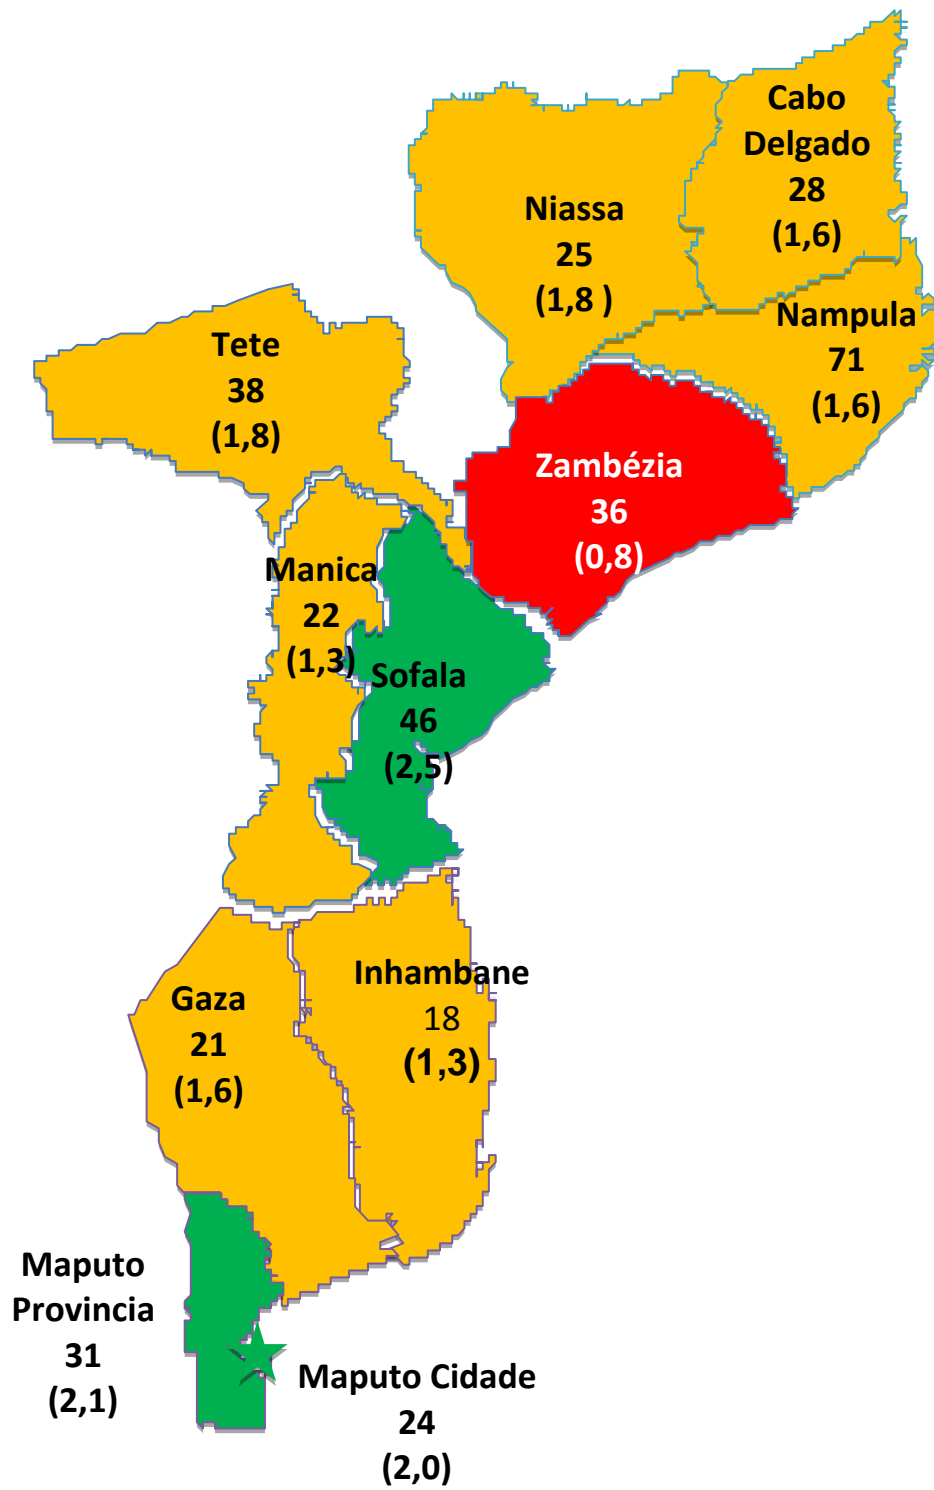 Cabo
Delgado
28
(1,6)
Niassa
25
(1,8 )
Nampula
71
(1,6)
Tete
38
(1,8)
Zambézia
36
(0,8)
Manica
22
(1,3)
Sofala
46
(2,5)
Inhambane
18
(1,3)
Gaza
21
(1,6)
Maputo
Provincia
31
(2,1)
Maputo Cidade
24
(2,0)